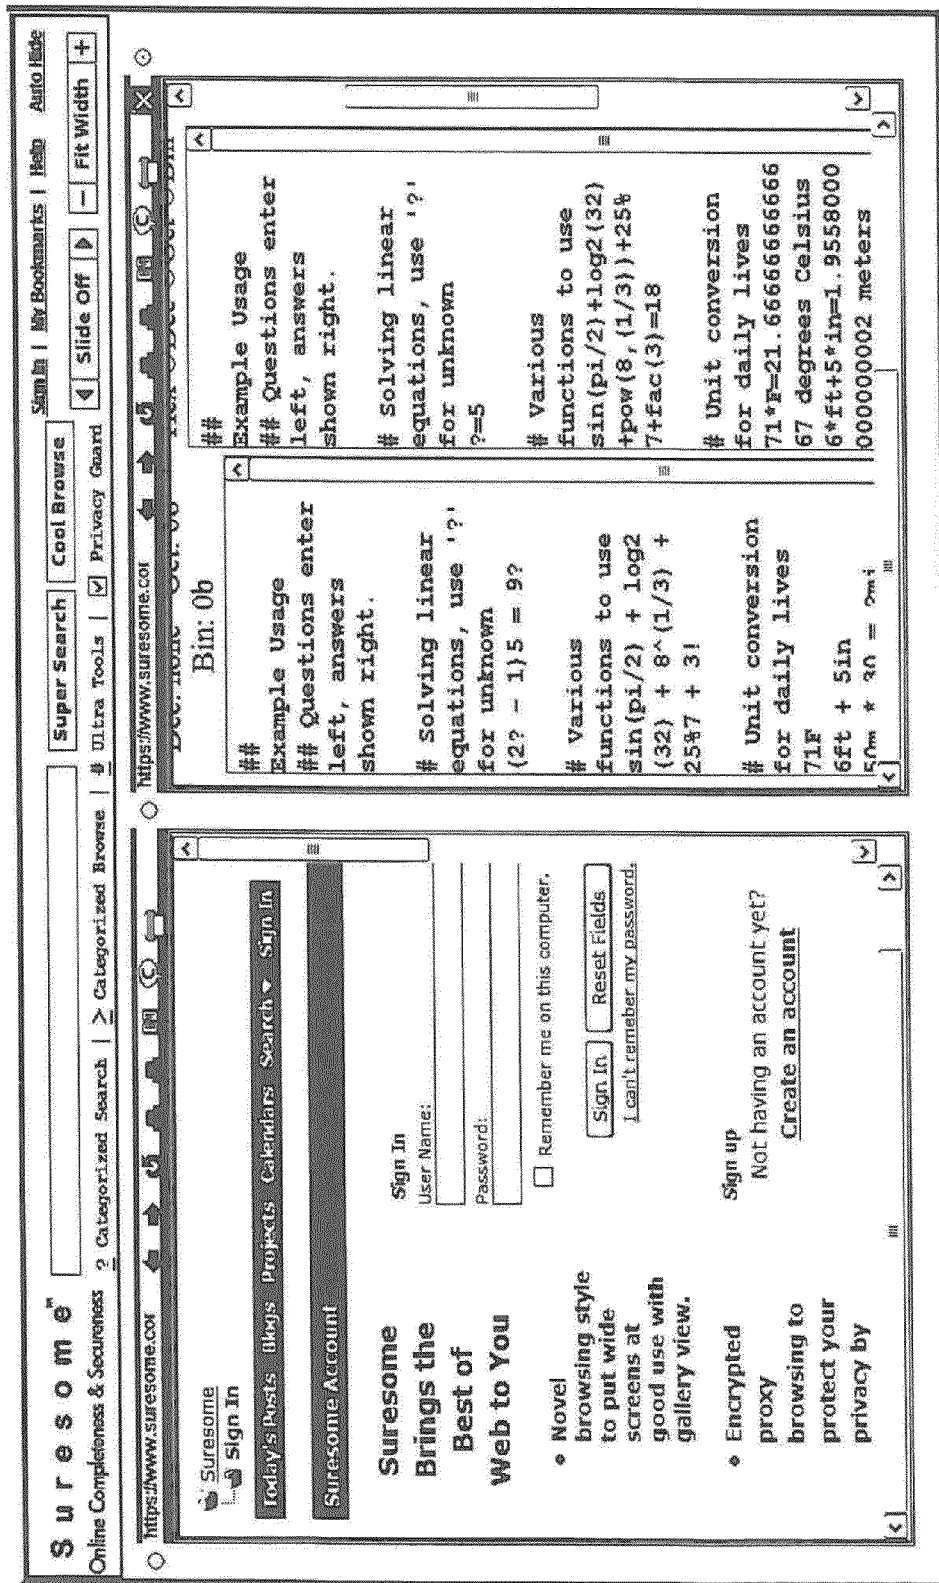 Sign In | My Bookmarks | Help Auto Hide
S u r e s o m e™
Super Search Cool Browse
Slide Off − Fit Width +
Online Completeness & Secureness
? Categorized Search | > Categorized Browse | # Ultra Tools | Privacy Guard
https://www.suresome.com
Suresome
Sign In
Today's Posts Blogs Projects Calendars Search Sign In
Suresome Account
Suresome
Brings the
Best of
Web to You
• Novel
browsing style
to put wide
screens at
good use with
gallery view.
• Encrypted
proxy
browsing to
protect your
privacy by
Sign In
User Name:
Password:
Remember me on this computer.
Sign In Reset Fields
I can't remeber my password.
Sign up
Not having an account yet?
Create an account
https://www.suresome.com
Bin: 0b
##
Example Usage
## Questions enter
left, answers
shown right.
# Solving linear
equations, use '?'
for unknown
(2? - 1)5 = 9?
# Various
functions to use
sin(pi/2) + log2
(32) + 8^(1/3) +
25%7 + 3!
# Unit conversion
for daily lives
71F
6ft + 5in
50m * 30 = ?mi
##
Example Usage
## Questions enter
left, answers
shown right.
# Solving linear
equations, use '?'
for unknown
?=5
# Various
functions to use
sin(pi/2)+log2(32)
+pow(8,(1/3))+25%
7+fac(3)=18
# Unit conversion
for daily lives
71*F=21.66666666666
67 degrees Celsius
6*ft+5*in=1.9558000
000000002 meters